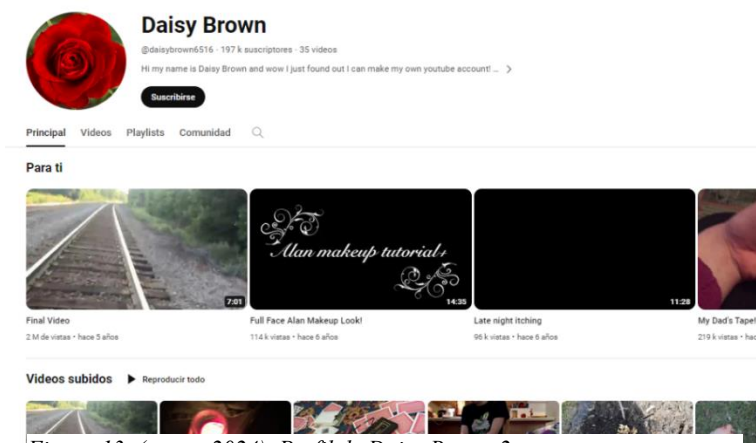 Daisy Brown
@daisybrown6516 · 197 k suscriptores · 35 videos
Hi my name is Daisy Brown and wow I just found out I can make my own youtube account! ...
Suscribirse
Principal Videos Playlists Comunidad
Para ti
7:01
Alan makeup tutorial
14:35
11:28
Final Video
2 M de vistas · hace 5 años
Full Face Alan Makeup Look!
114 k vistas · hace 6 años
Late night itching
96 k vistas · hace 6 años
My Dad's Tape!
219 k vistas · hac
Videos subidos Reproducir todo